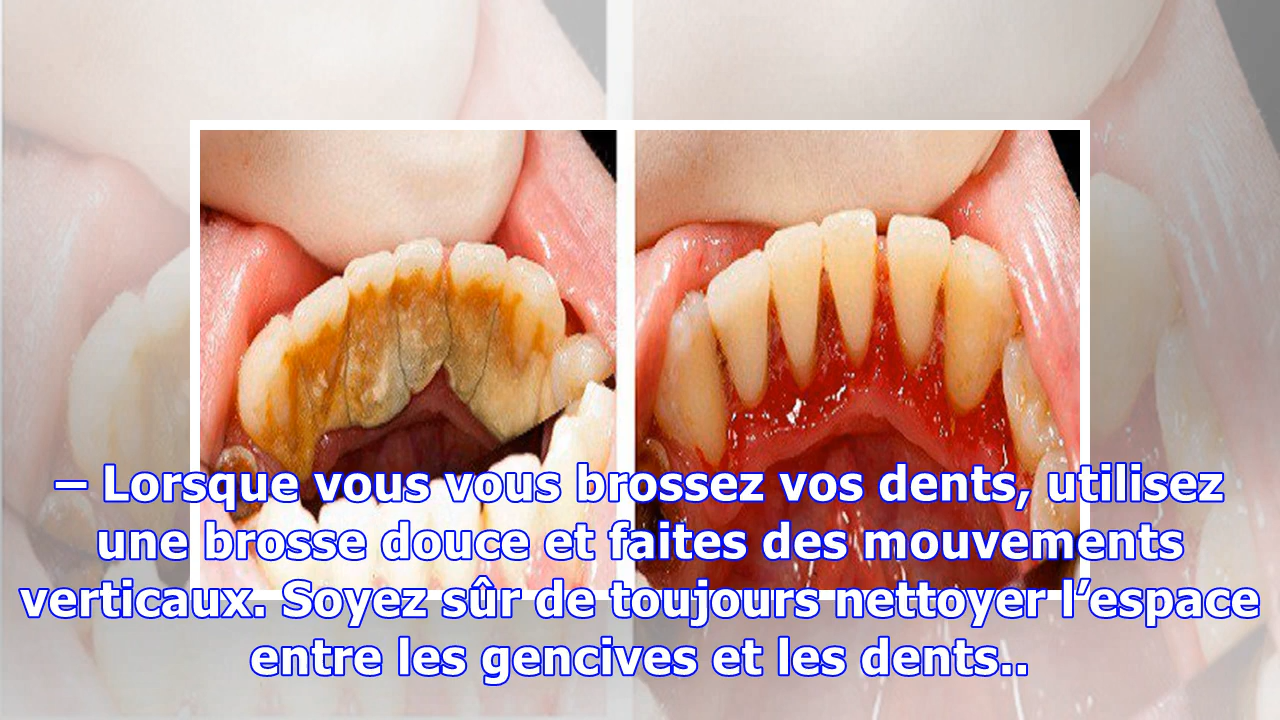 – Lorsque vous vous brossez vos dents, utilisez
une brosse douce et faites des mouvements
verticaux. Soyez sûr de toujours nettoyer l’espace
entre les gencives et les dents..